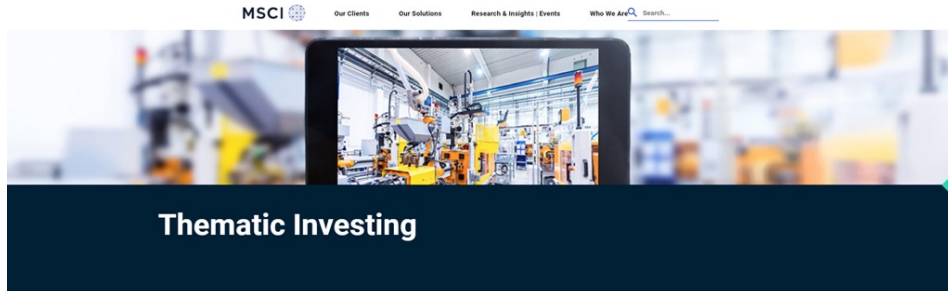 MSCI
Our Clients
Our Solutions
Research & Insights | Events
Who We Are
Search...
Thematic Investing